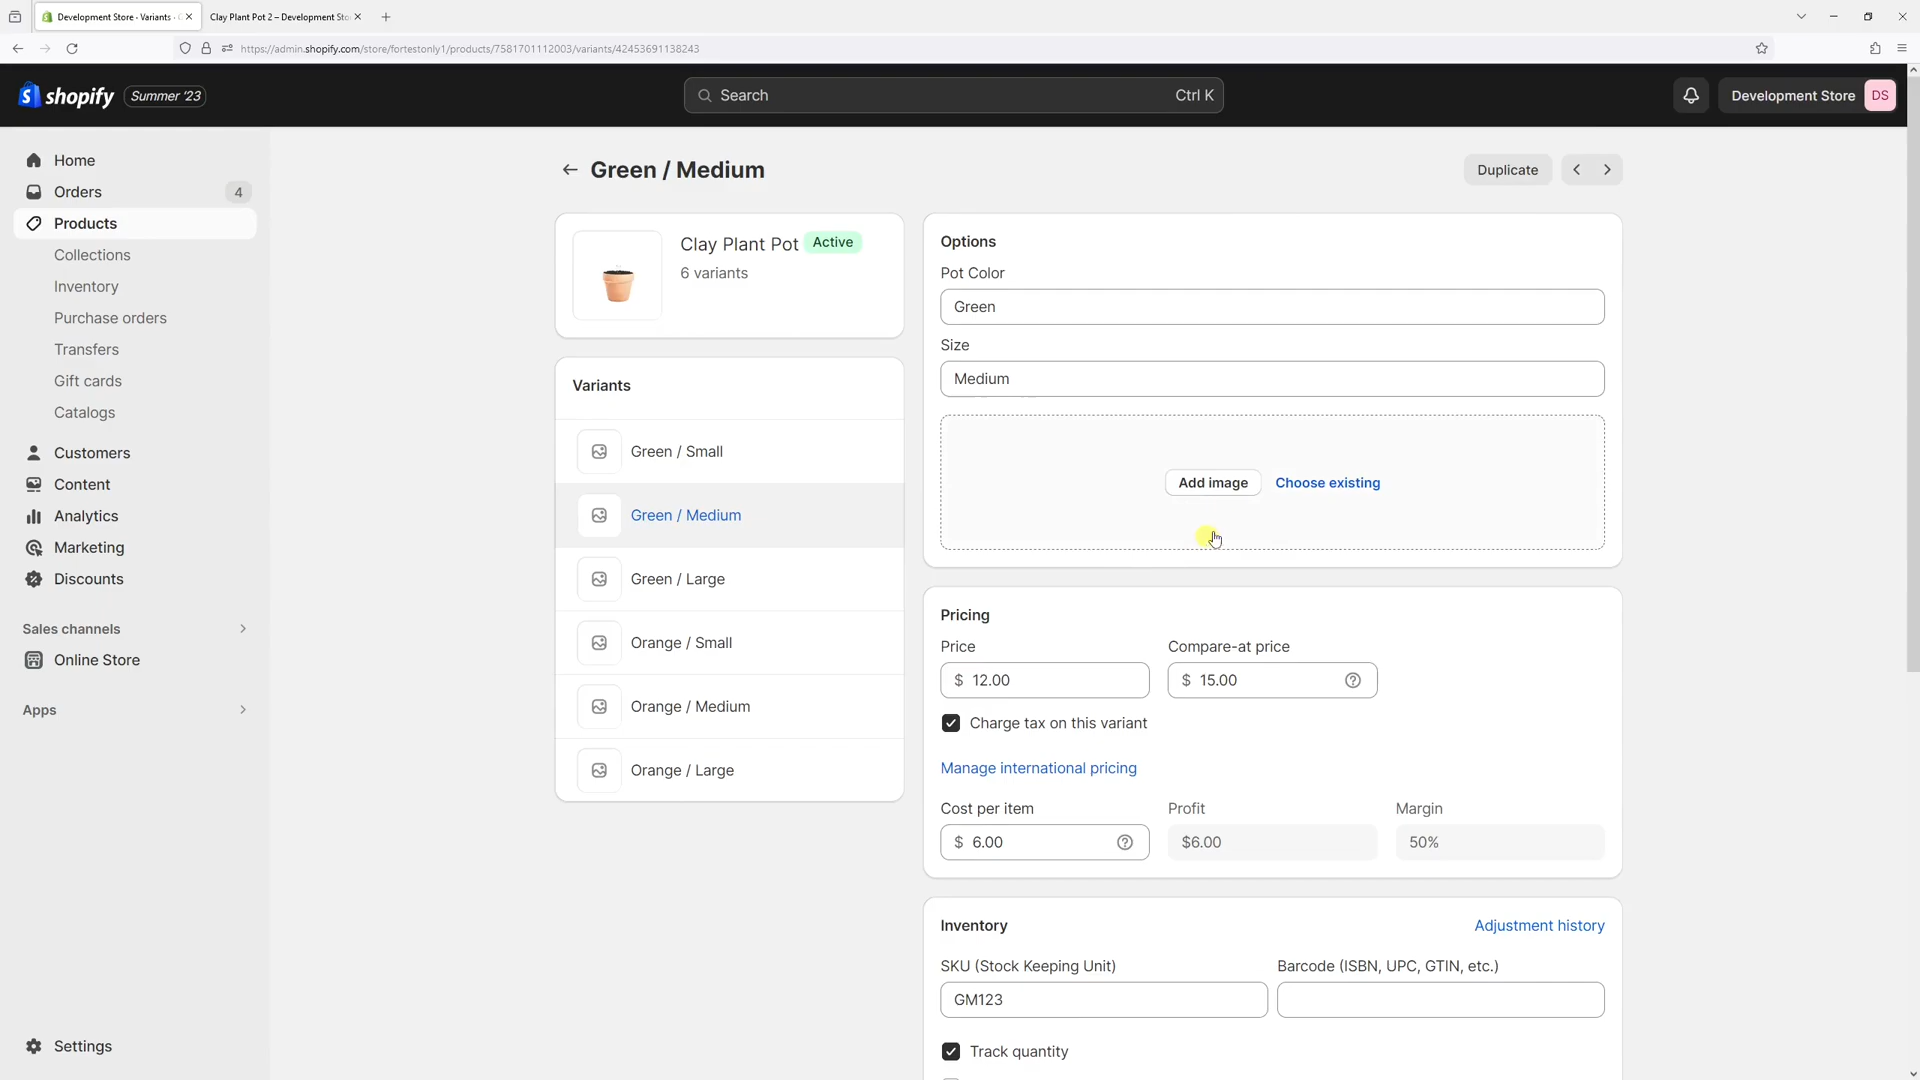 Development Store - Variants - G
Clay Plant Pot 2 – Development Sto
https://admin.shopify.com/store/fortestonly1/products/7581701112003/variants/42453691138243
shopify
Summer '23
Search
Ctrl K
Development Store
DS
Home
Orders
4
Products
Collections
Inventory
Purchase orders
Transfers
Gift cards
Catalogs
Customers
Content
Analytics
Marketing
Discounts
Sales channels
Online Store
Apps
Settings
Green / Medium
Duplicate
Clay Plant Pot
Active
6 variants
Variants
Green / Small
Green / Medium
Green / Large
Orange / Small
Orange / Medium
Orange / Large
Options
Pot Color
Green
Size
Medium
Add image
Choose existing
Pricing
Price
Compare-at price
$ 12.00
$ 15.00
Charge tax on this variant
Manage international pricing
Cost per item
Profit
Margin
$ 6.00
$6.00
50%
Inventory
Adjustment history
SKU (Stock Keeping Unit)
Barcode (ISBN, UPC, GTIN, etc.)
GM123
Track quantity